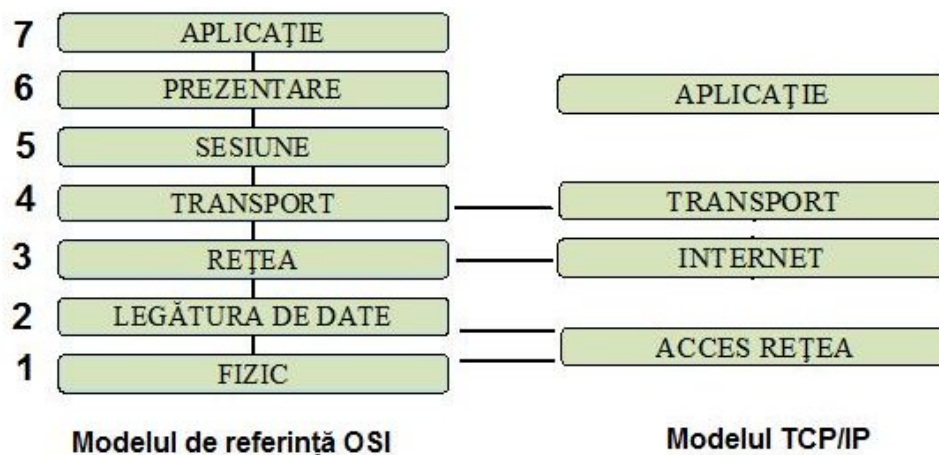 7 APLICAŢIE
6 PREZENTARE APLICAŢIE
5 SESIUNE
4 TRANSPORT TRANSPORT
3 REŢEA INTERNET
2 LEGĂTURA DE DATE
ACCES REŢEA
1 FIZIC
Modelul de referinţă OSI Modelul TCP/IP